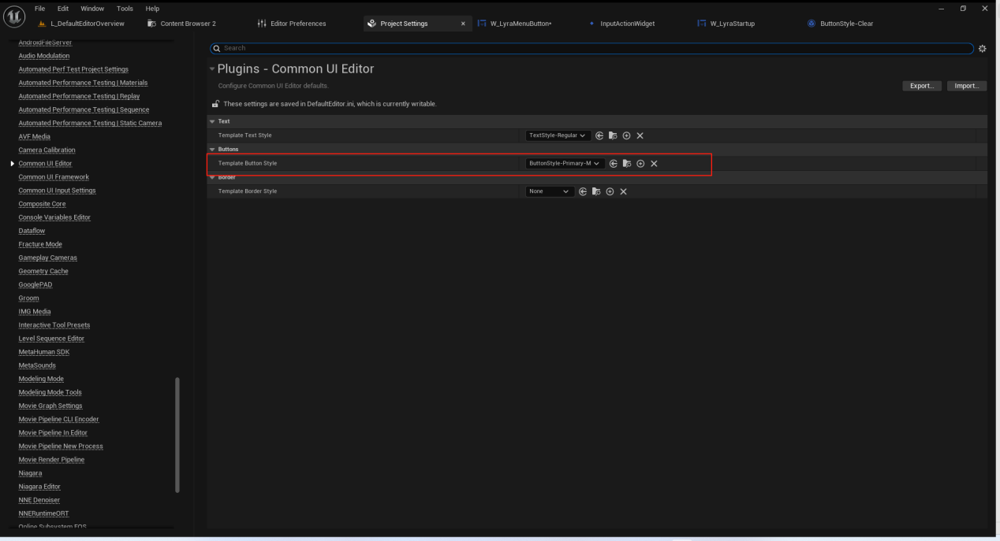 File Edit Window Tools Help
L_DefaultEditorOverview Content Browser 2 Editor Preferences Project Settings × W_LyraMenuButton• InputActionWidget W_LyraStartup ButtonStyle-Clear
AndroidFileServer
Audio Modulation
Automated Perf Test Project Settings
Automated Performance Testing | Materials
Automated Performance Testing | Replay
Automated Performance Testing | Sequence
Automated Performance Testing | Static Camera
AVF Media
Camera Calibration
Common UI Editor
Common UI Framework
Common UI Input Settings
Composite Core
Console Variables Editor
Dataflow
Fracture Mode
Gameplay Cameras
Geometry Cache
GooglePAD
Groom
IMG Media
Interactive Tool Presets
Level Sequence Editor
MetaHuman SDK
MetaSounds
Modeling Mode
Modeling Mode Tools
Movie Graph Settings
Movie Pipeline CLI Encoder
Movie Pipeline In Editor
Movie Pipeline New Process
Movie Render Pipeline
Niagara
Niagara Editor
NNE Denoiser
NNERuntimeORT
Online Subsystem EOS
Search
Plugins - Common UI Editor
Configure Common UI Editor defaults.
Export... Import...
These settings are saved in DefaultEditor.ini, which is currently writable.
Text
Template Text Style TextStyle-Regular
Buttons
Template Button Style ButtonStyle-Primary-M
Border
Template Border Style None